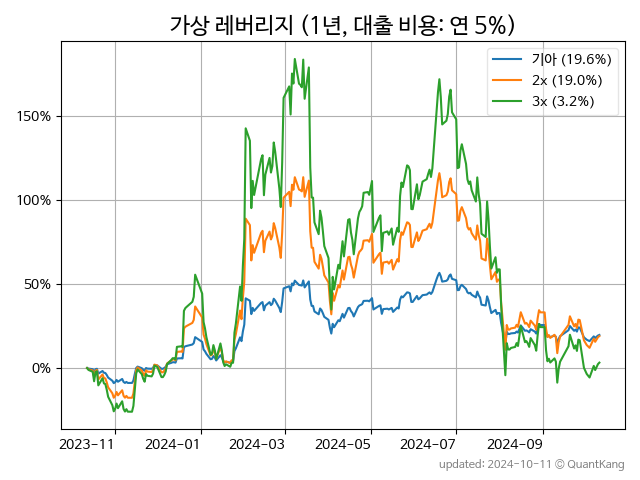 가상 레버리지 (1년, 대출 비용: 연 5%)
기아 (19.6%)
2x (19.0%)
3x (3.2%)
150%
100%
50%
0%
2023-11 2024-01 2024-03 2024-05 2024-07 2024-09
updated: 2024-10-11 © QuantKang